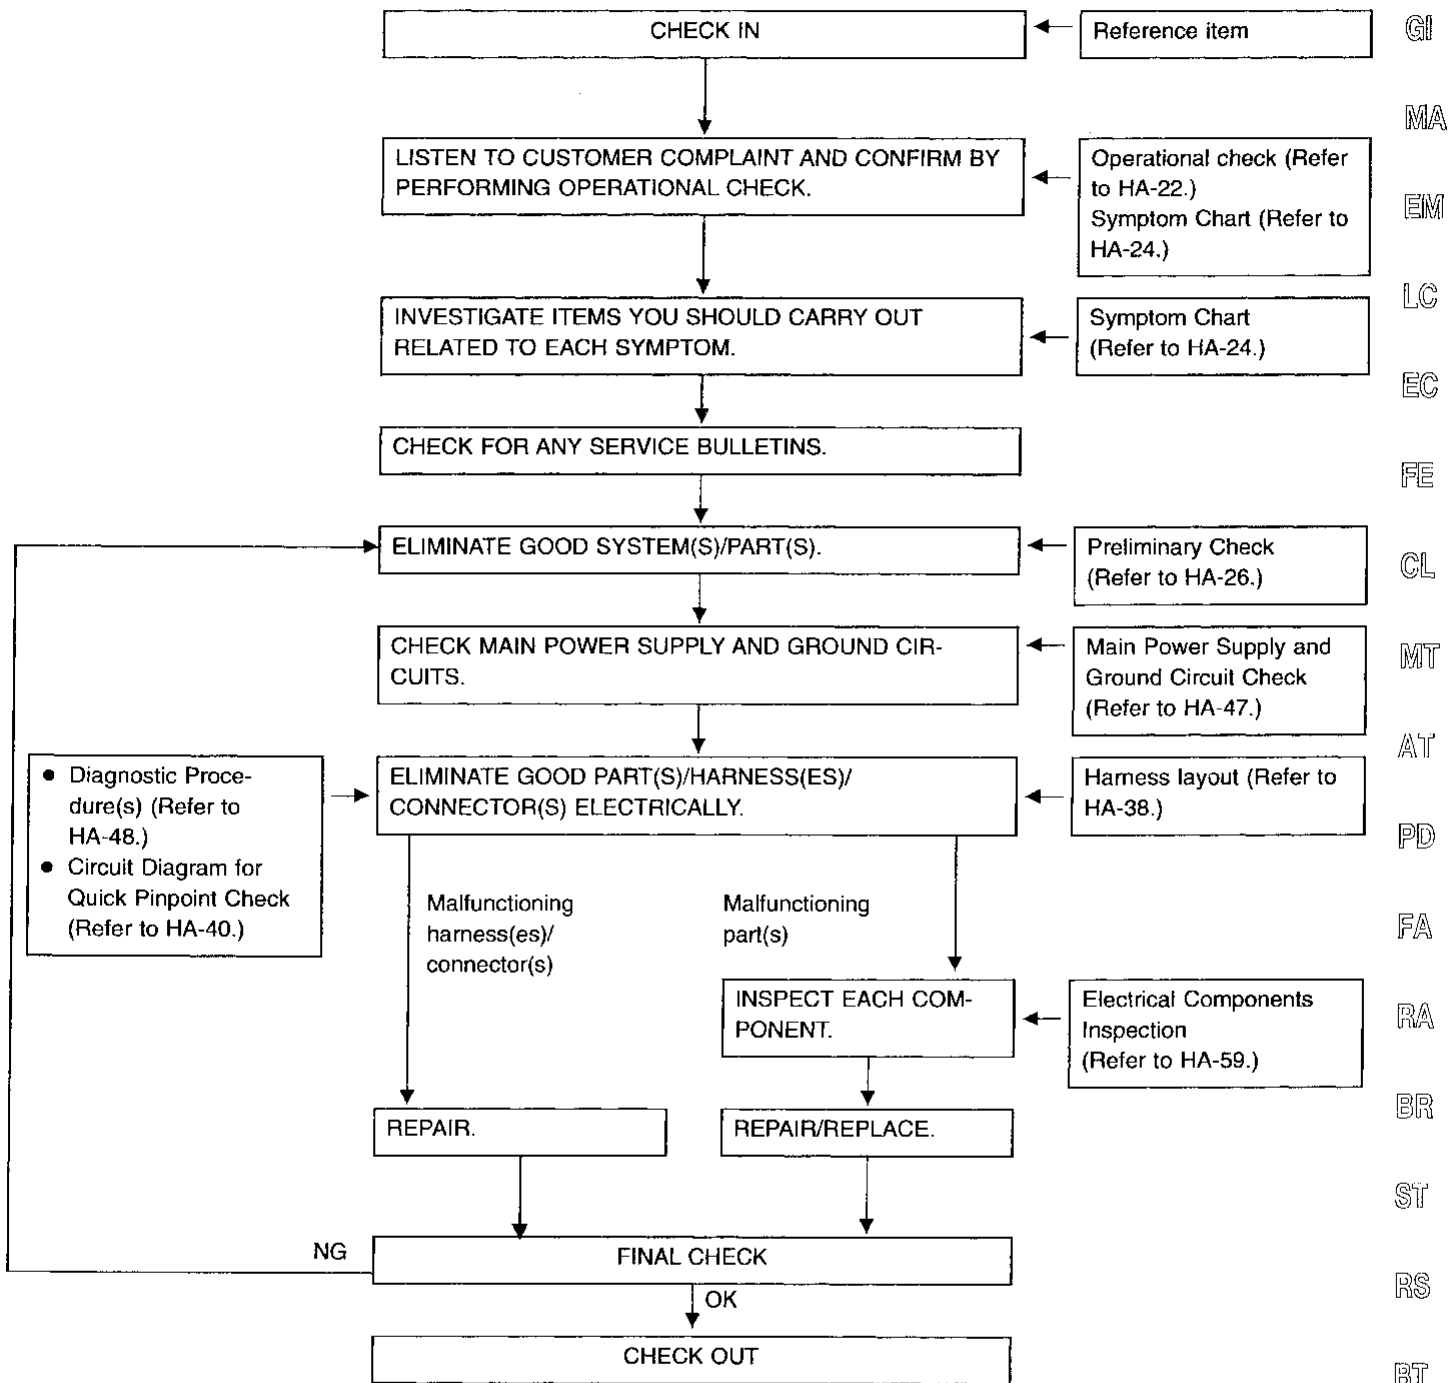 CHECK IN
Reference item
GI
MA
LISTEN TO CUSTOMER COMPLAINT AND CONFIRM BY
PERFORMING OPERATIONAL CHECK.
Operational check (Refer
to HA-22.)
Symptom Chart (Refer to
HA-24.)
EM
LC
INVESTIGATE ITEMS YOU SHOULD CARRY OUT
RELATED TO EACH SYMPTOM.
Symptom Chart
(Refer to HA-24.)
EC
CHECK FOR ANY SERVICE BULLETINS.
FE
ELIMINATE GOOD SYSTEM(S)/PART(S).
Preliminary Check
(Refer to HA-26.)
CL
CHECK MAIN POWER SUPPLY AND GROUND CIR-
CUITS.
Main Power Supply and
Ground Circuit Check
(Refer to HA-47.)
MT
AT
● Diagnostic Proce-
dure(s) (Refer to
HA-48.)
● Circuit Diagram for
Quick Pinpoint Check
(Refer to HA-40.)
ELIMINATE GOOD PART(S)/HARNESS(ES)/
CONNECTOR(S) ELECTRICALLY.
Harness layout (Refer to
HA-38.)
PD
Malfunctioning
harness(es)/
connector(s)
Malfunctioning
part(s)
FA
INSPECT EACH COM-
PONENT.
Electrical Components
Inspection
(Refer to HA-59.)
RA
BR
REPAIR.
REPAIR/REPLACE.
ST
NG
FINAL CHECK
RS
OK
CHECK OUT
BT